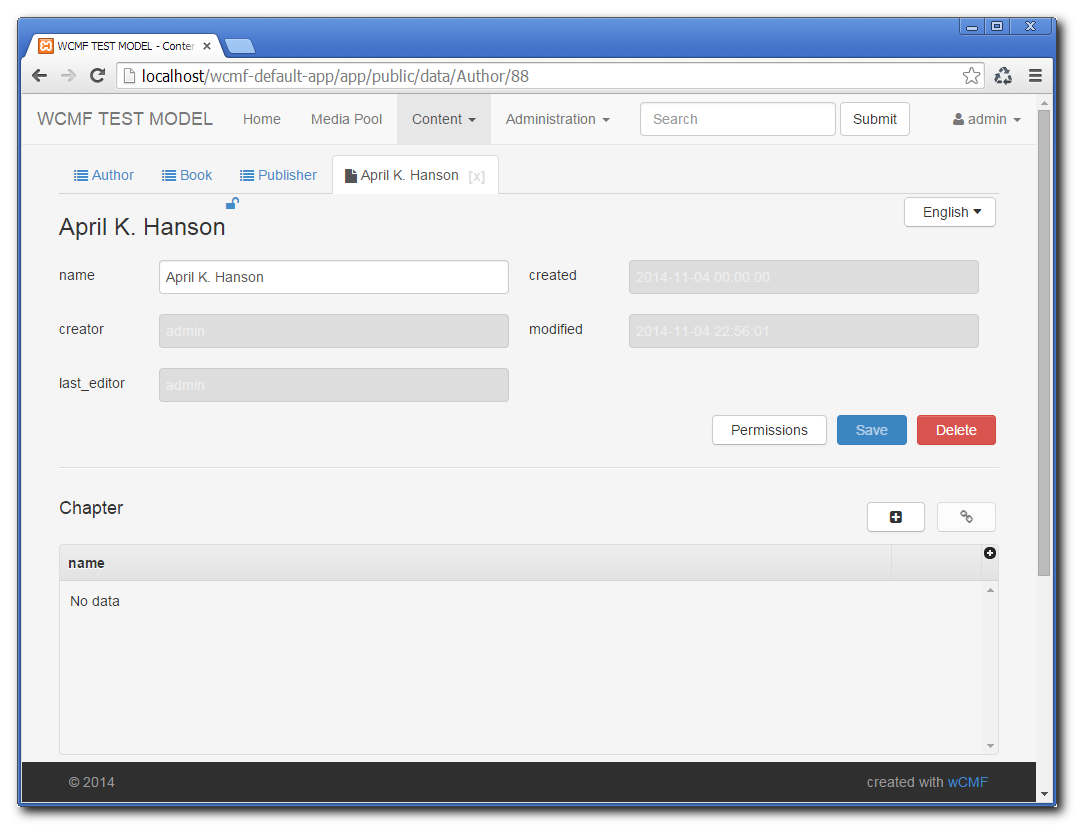 WCMF TEST MODEL - Conter
localhost/wcmf-default-app/app/public/data/Author/88
WCMF TEST MODEL Home Media Pool Content Administration Search Submit admin
Author Book Publisher April K. Hanson [x]
April K. Hanson English
name April K. Hanson created 2014-11-04 00:00:00
creator admin modified 2014-11-04 22:56:01
last_editor admin
Permissions Save Delete
Chapter
name
No data
© 2014 created with wCMF